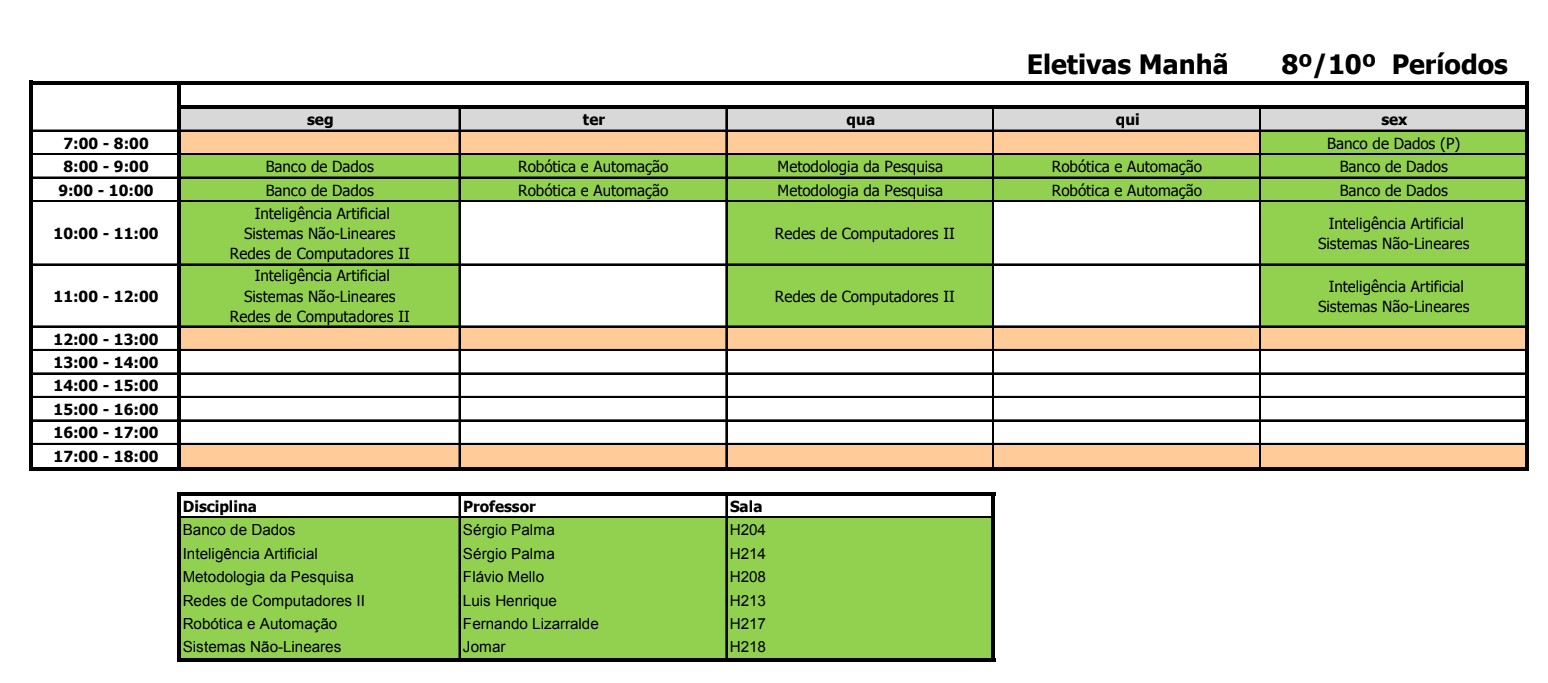 Eletivas Manhã 8º/10º Períodos
seg ter qua qui sex
7:00 - 8:00 Banco de Dados (P)
8:00 - 9:00 Banco de Dados Robótica e Automação Metodologia da Pesquisa Robótica e Automação Banco de Dados
9:00 - 10:00 Banco de Dados Robótica e Automação Metodologia da Pesquisa Robótica e Automação Banco de Dados
10:00 - 11:00
Inteligência Artificial
Sistemas Não-Lineares
Redes de Computadores II
Redes de Computadores II
Inteligência Artificial
Sistemas Não-Lineares
11:00 - 12:00
Inteligência Artificial
Sistemas Não-Lineares
Redes de Computadores II
Redes de Computadores II
Inteligência Artificial
Sistemas Não-Lineares
12:00 - 13:00
13:00 - 14:00
14:00 - 15:00
15:00 - 16:00
16:00 - 17:00
17:00 - 18:00
Disciplina Professor Sala
Banco de Dados Sérgio Palma H204
Inteligência Artificial Sérgio Palma H214
Metodologia da Pesquisa Flávio Mello H208
Redes de Computadores II Luis Henrique H213
Robótica e Automação Fernando Lizarralde H217
Sistemas Não-Lineares Jomar H218